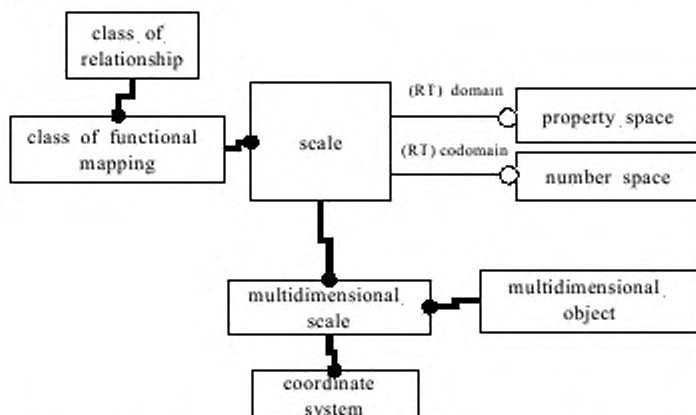 class of
relationship
(RT) domain
class of functional
mapping
scale
property space
(RT) codomain
number space
multidimensional
scale
multidimensional
object
coordinate
system